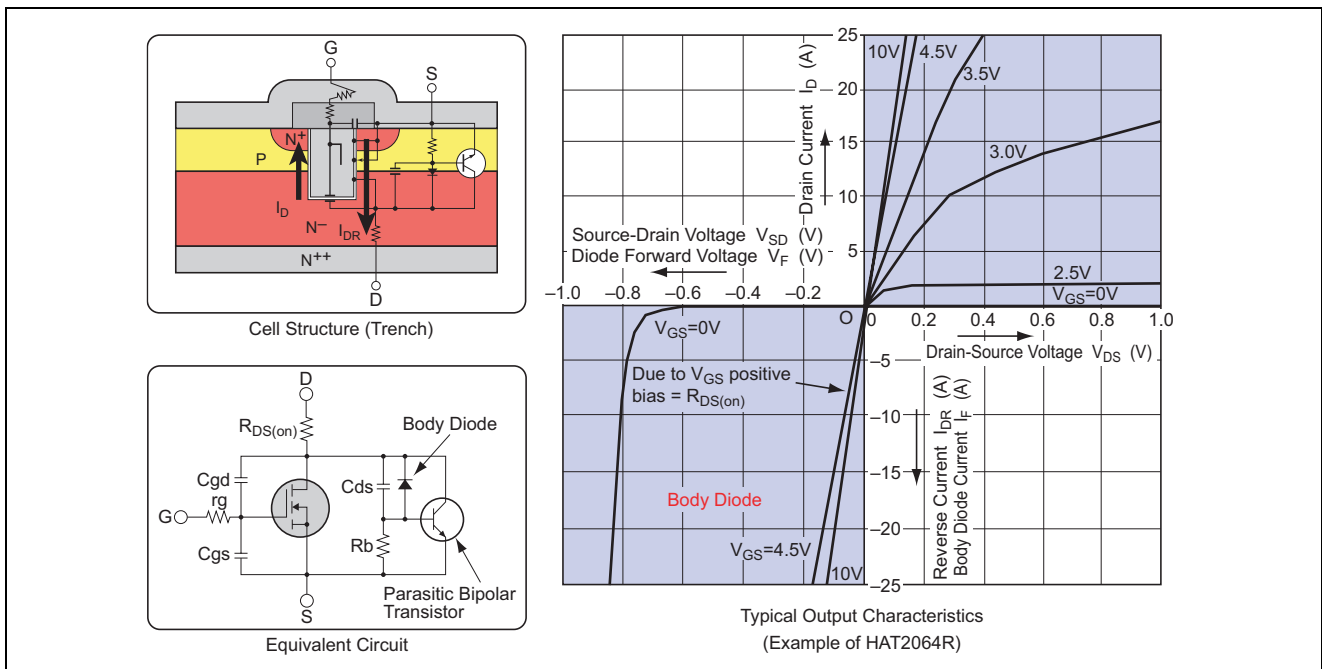 G
S
N+
P
ID
N–
IDR
N++
D
Cell Structure (Trench)
D
RDS(on)
Body Diode
Cgd
rg
Cds
G
Cgs
Rb
Parasitic Bipolar
Transistor
S
Equivalent Circuit
25
20
15
10
5
Drain Current ID (A)
10V
4.5V
3.5V
3.0V
2.5V
VGS=0V
Source-Drain Voltage VSD (V)
Diode Forward Voltage VF (V)
–1.0
–0.8
–0.6
–0.4
–0.2
O
0
0.2
0.4
0.6
0.8
1.0
Drain-Source Voltage VDS (V)
VGS=0V
Due to VGS positive
bias = RDS(on)
Body Diode
VGS=4.5V
10V
–5
–10
–15
–20
–25
Reverse Current IDR (A)
Body Diode Current IF (A)
Typical Output Characteristics
(Example of HAT2064R)